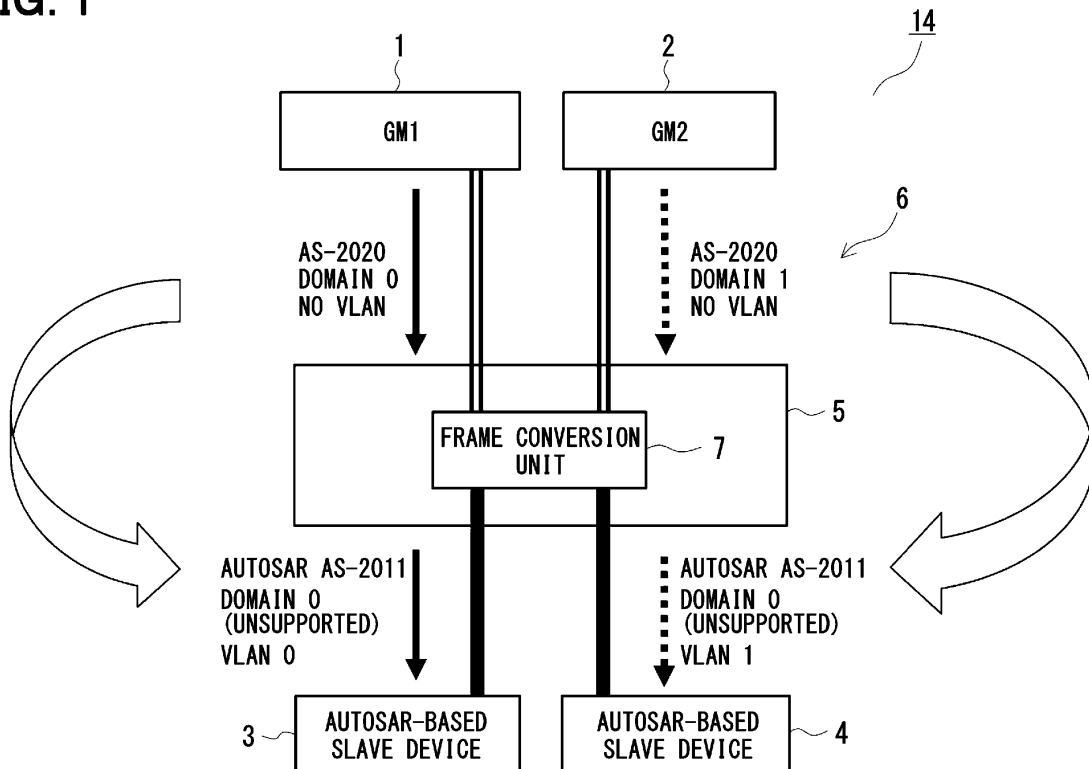 FIG. 1
14
1
2
GM1
GM2
6
AS-2020
DOMAIN 0
NO VLAN
AS-2020
DOMAIN 1
NO VLAN
5
FRAME CONVERSION
UNIT
7
AUTOSAR AS-2011
DOMAIN 0
(UNSUPPORTED)
VLAN 0
AUTOSAR AS-2011
DOMAIN 0
(UNSUPPORTED)
VLAN 1
3
AUTOSAR-BASED
SLAVE DEVICE
AUTOSAR-BASED
SLAVE DEVICE
4